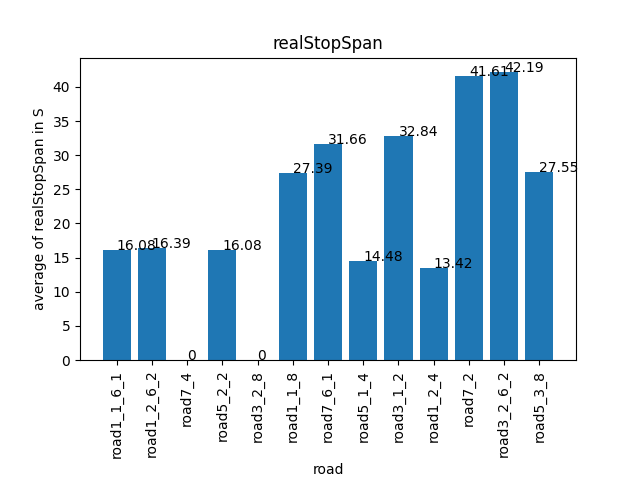 realStopSpan
average of realStopSpan in S
40
35
30
25
20
15
10
5
0
16.08
16.39
0
16.08
0
27.39
31.66
14.48
32.84
13.42
41.61
42.19
27.55
road1_1_6_1
road1_2_6_2
road7_4
road5_2_2
road3_2_8
road1_1_8
road7_6_1
road5_1_4
road3_1_2
road1_2_4
road7_2
road3_2_6_2
road5_3_8
road